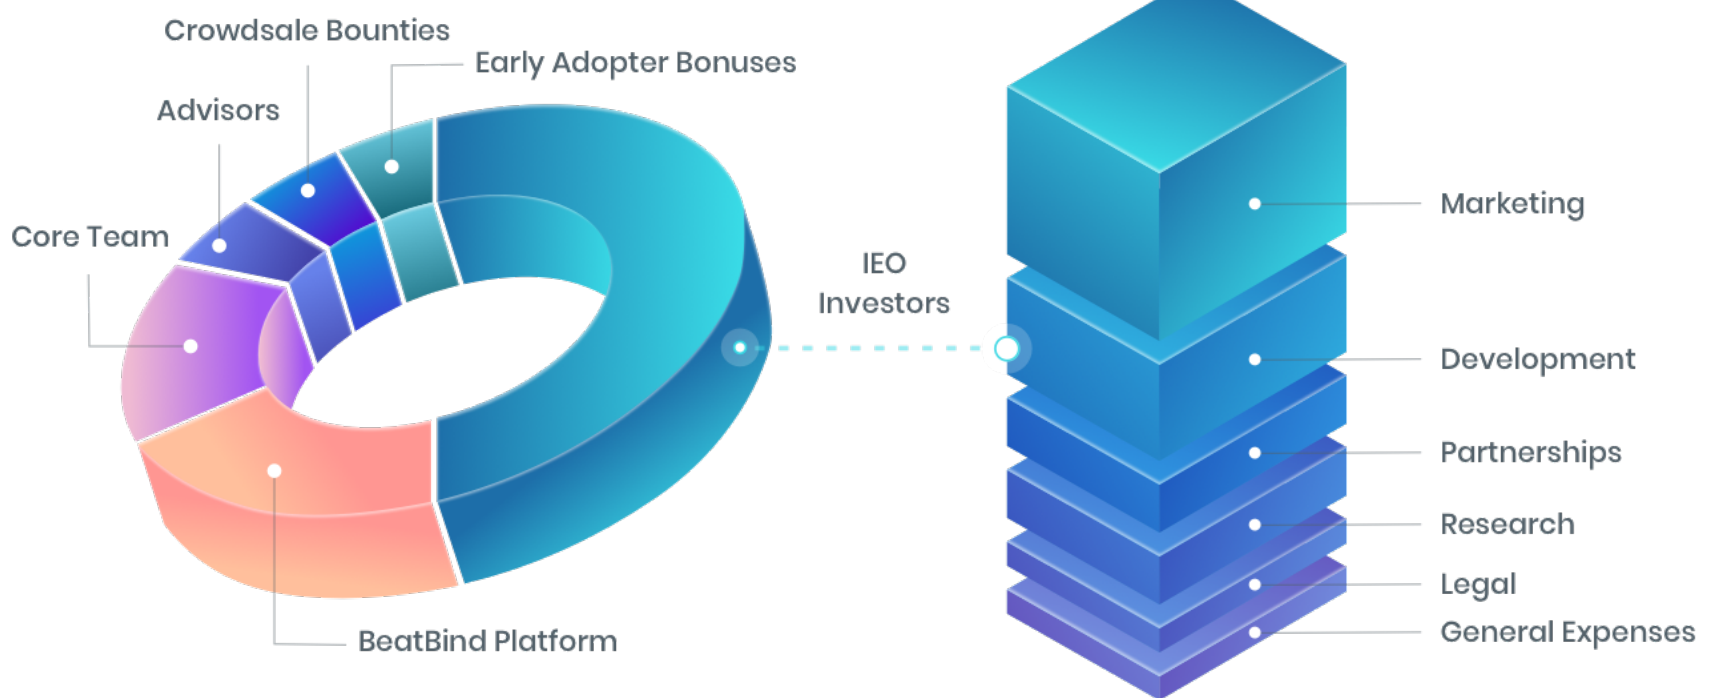 Crowdsale Bounties
Early Adopter Bonuses
Advisors
Core Team
IEO
Investors
BeatBind Platform
Marketing
Development
Partnerships
Research
Legal
General Expenses